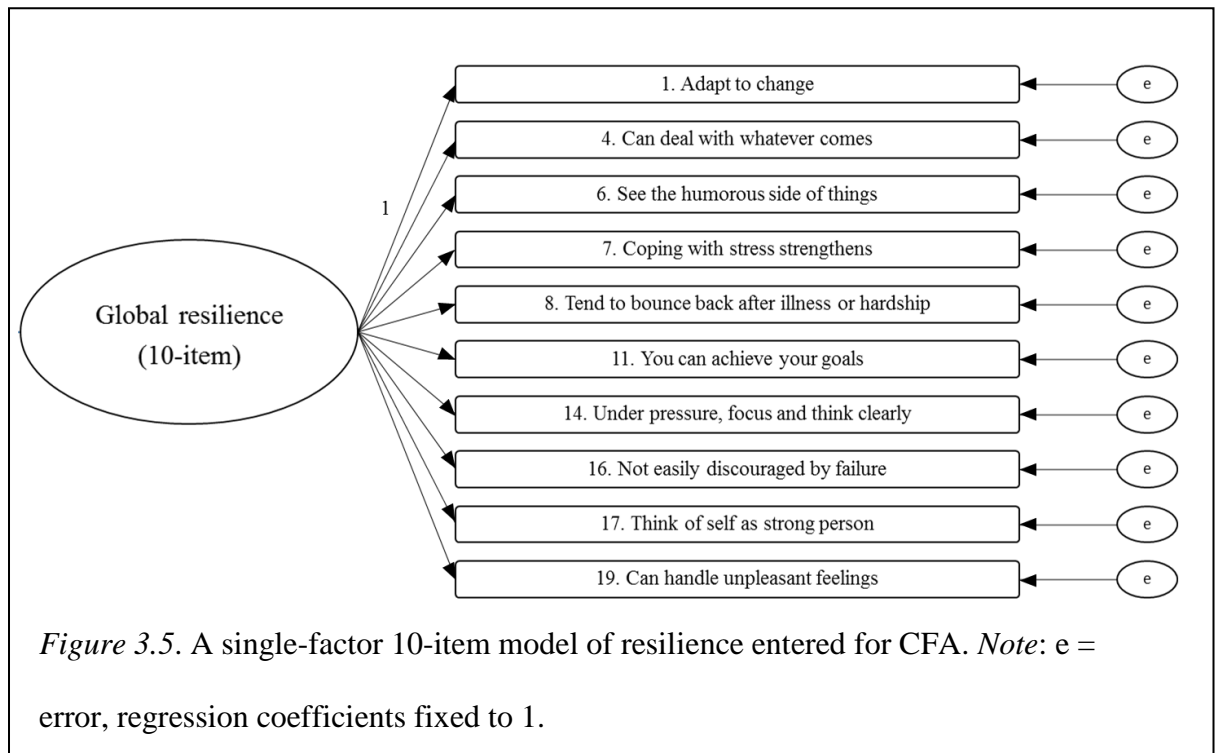 1. Adapt to change
e
4. Can deal with whatever comes
e
6. See the humorous side of things
e
1
7. Coping with stress strengthens
e
8. Tend to bounce back after illness or hardship
e
Global resilience
(10-item)
11. You can achieve your goals
e
14. Under pressure, focus and think clearly
e
16. Not easily discouraged by failure
e
17. Think of self as strong person
e
19. Can handle unpleasant feelings
e
Figure 3.5. A single-factor 10-item model of resilience entered for CFA. Note: e =
error, regression coefficients fixed to 1.